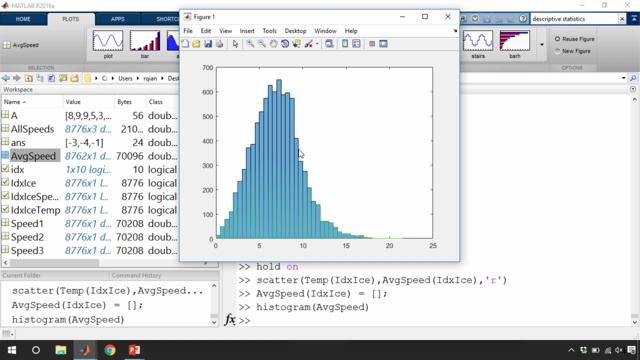 MATLAB R2016a
HOME PLOTS APPS SHORTCUTS
descriptive statistics
AvgSpeed
plot bar area
SELECTION
stairs barh
Reuse Figure
New Figure
OPTIONS
Figure 1
File Edit View Insert Tools Desktop Window Help
700
600
500
400
300
200
100
0
0 5 10 15 20 25
C: Users rqian
Workspace
Name Value Bytes Class
A [8,9,9,5,3,... 56 doub...
AllSpeeds 8776x3 d... 210... doub...
ans [-3,-4,-1] 24 doub...
AvgSpeed 8762x1 d... 70096 doub...
idx 1x10 logi... 10 logical
IdxIce 8776x1 l... 8776 logical
IdxIceSpe... 8776x1 l... 8776 logical
IdxIceTemp 8776x1 l... 8776 logical
Speed1 8776x1 d... 70208 doub...
Speed2 8776x1 d... 70208 doub...
Speed3 8776x1 d... 70208 doub...
Current Folder Command History
scatter(Temp(IdxIce),AvgSpeed...
AvgSpeed(IdxIce) = [];
histogram(AvgSpeed)
>> hold on
>> scatter(Temp(IdxIce),AvgSpeed(IdxIce),'r')
>> AvgSpeed(IdxIce) = [];
>> histogram(AvgSpeed)
fx >>